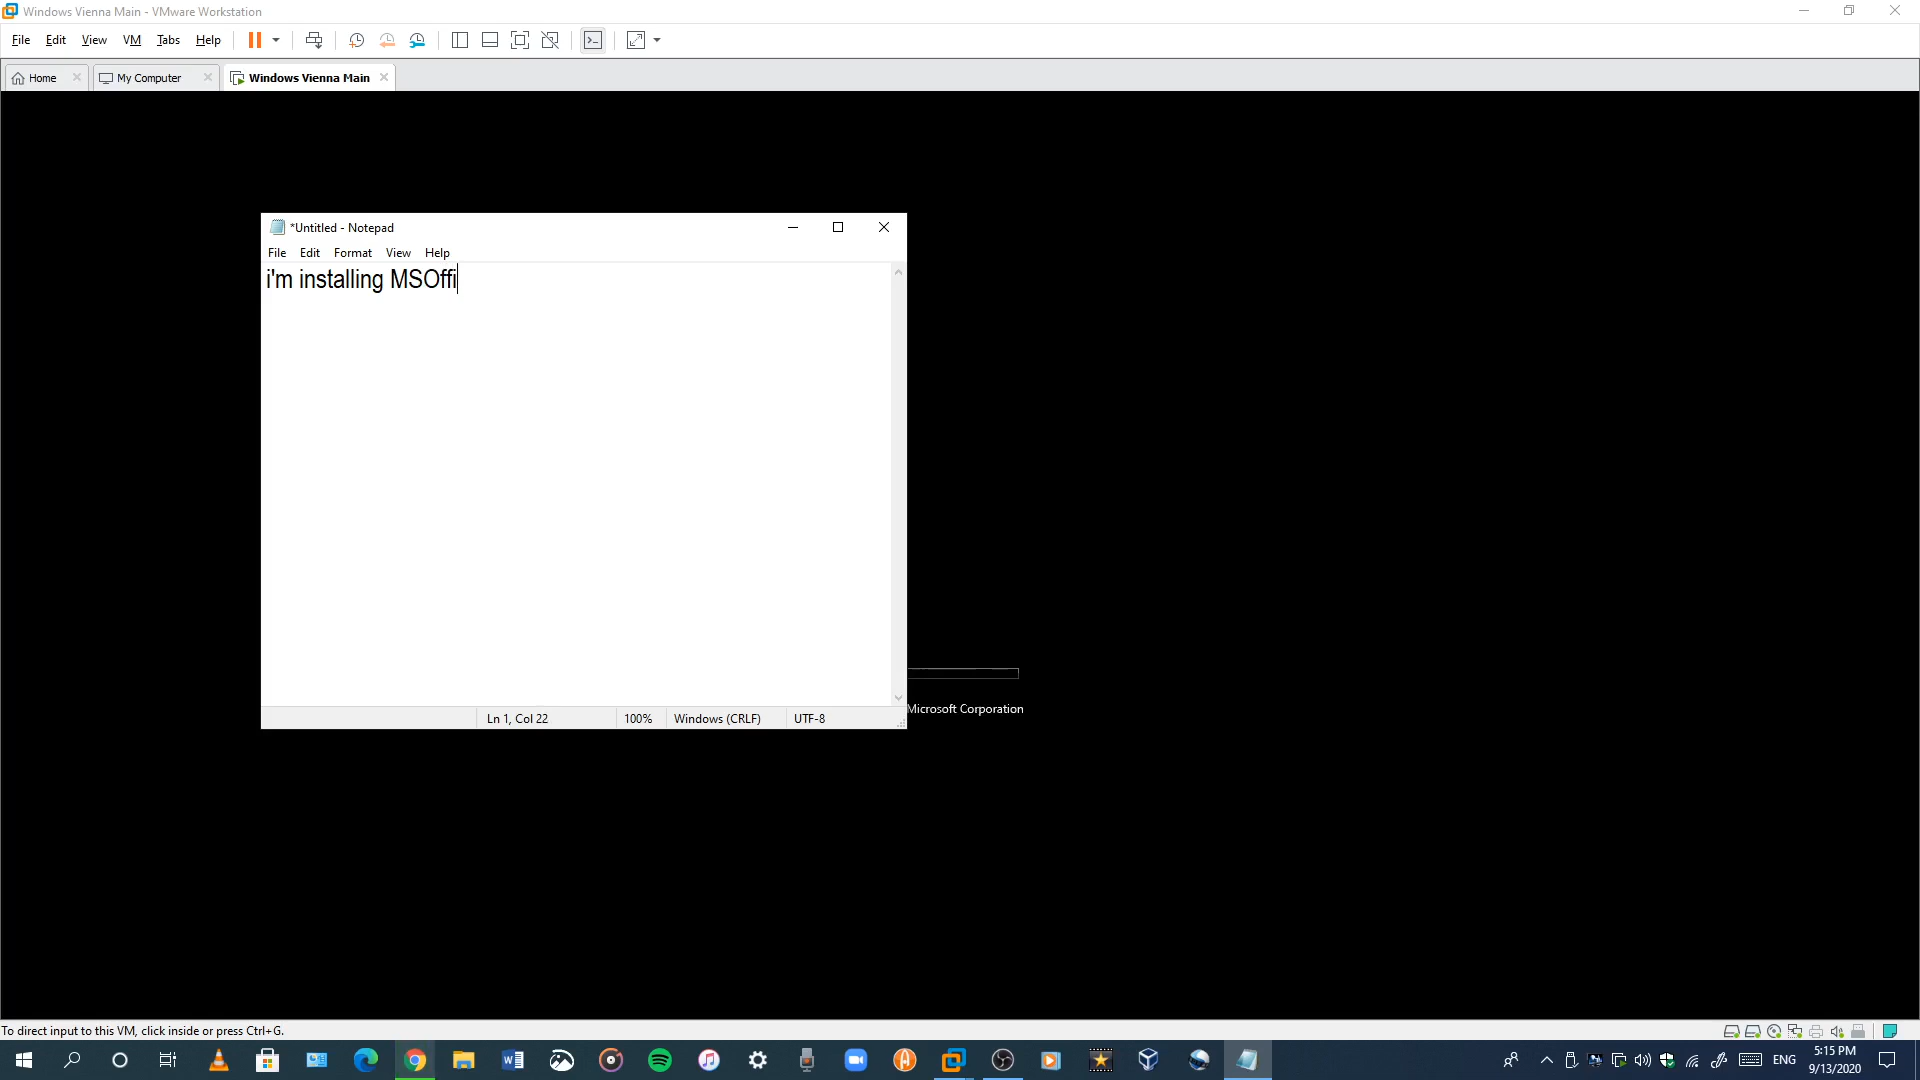 Windows Vienna Main - VMware Workstation
File Edit View VM Tabs Help
Home My Computer Windows Vienna Main
*Untitled - Notepad
File Edit Format View Help
i'm installing MSOffi
Ln 1, Col 22 100% Windows (CRLF) UTF-8
Microsoft Corporation
To direct input to this VM, click inside or press Ctrl+G.
ENG
5:15 PM
9/13/2020